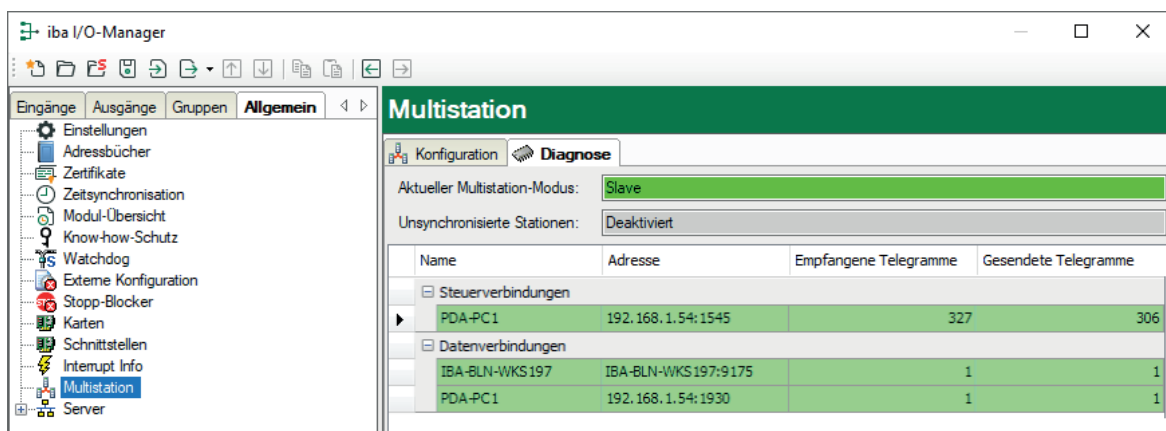 iba I/O-Manager
Eingänge Ausgänge Gruppen Allgemein
Einstellungen
Adressbücher
Zertifikate
Zeitsynchronisation
Modul-Übersicht
Know-how-Schutz
Watchdog
Externe Konfiguration
Stopp-Blocker
Karten
Schnittstellen
Interrupt Info
Multistation
Server
Multistation
Konfiguration Diagnose
Aktueller Multistation-Modus: Slave
Unsynchronisierte Stationen: Deaktiviert
Name Adresse Empfangene Telegramme Gesendete Telegramme
Steuerverbindungen
PDA-PC1 192.168.1.54:1545 327 306
Datenverbindungen
IBA-BLN-WKS197 IBA-BLN-WKS197:9175 1 1
PDA-PC1 192.168.1.54:1930 1 1